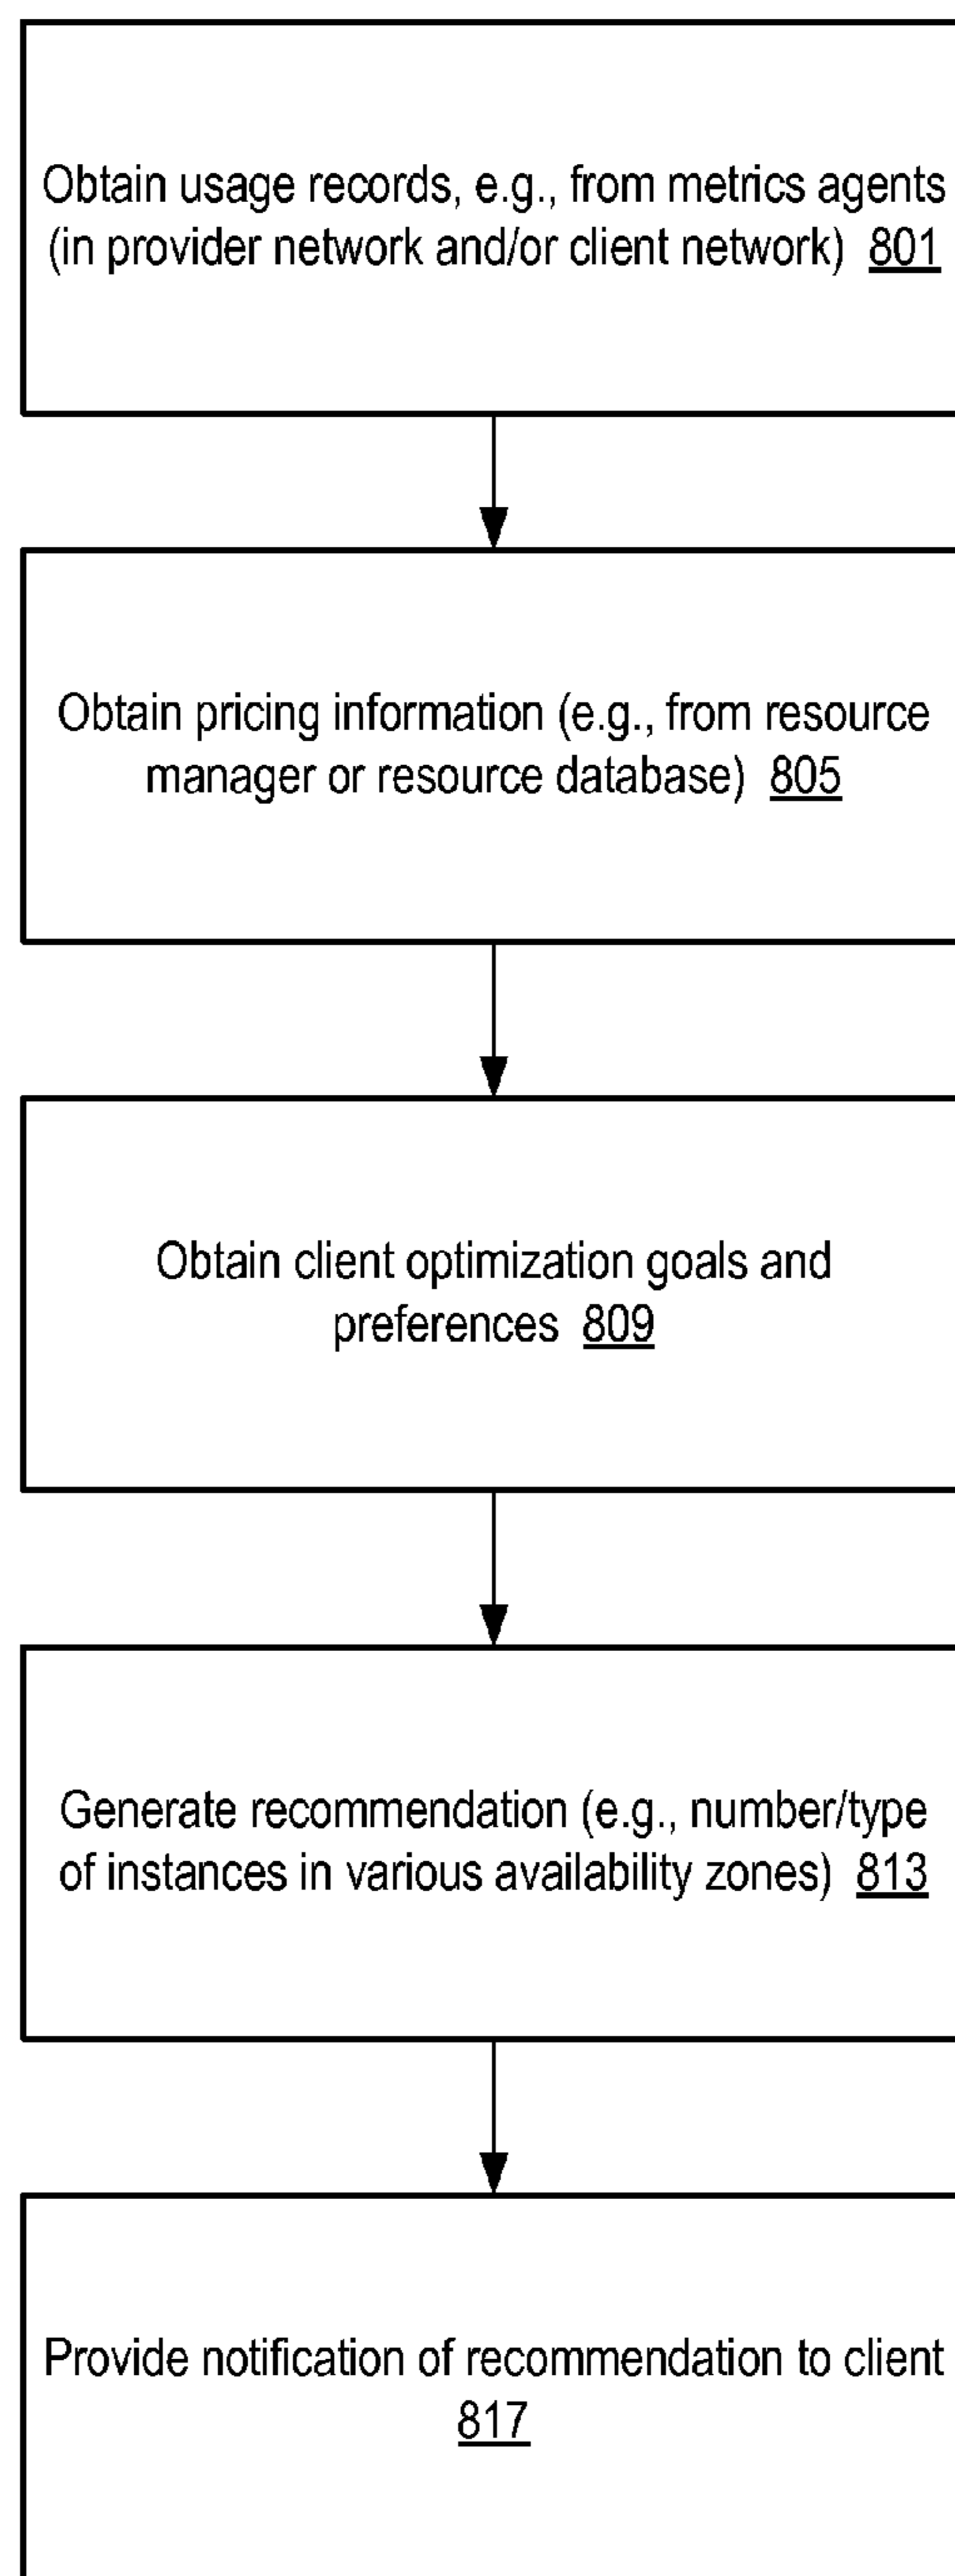 Obtain usage records, e.g., from metrics agents
(in provider network and/or client network) 801
Obtain pricing information (e.g., from resource
manager or resource database) 805
Obtain client optimization goals and
preferences 809
Generate recommendation (e.g., number/type
of instances in various availability zones) 813
Provide notification of recommendation to client
817